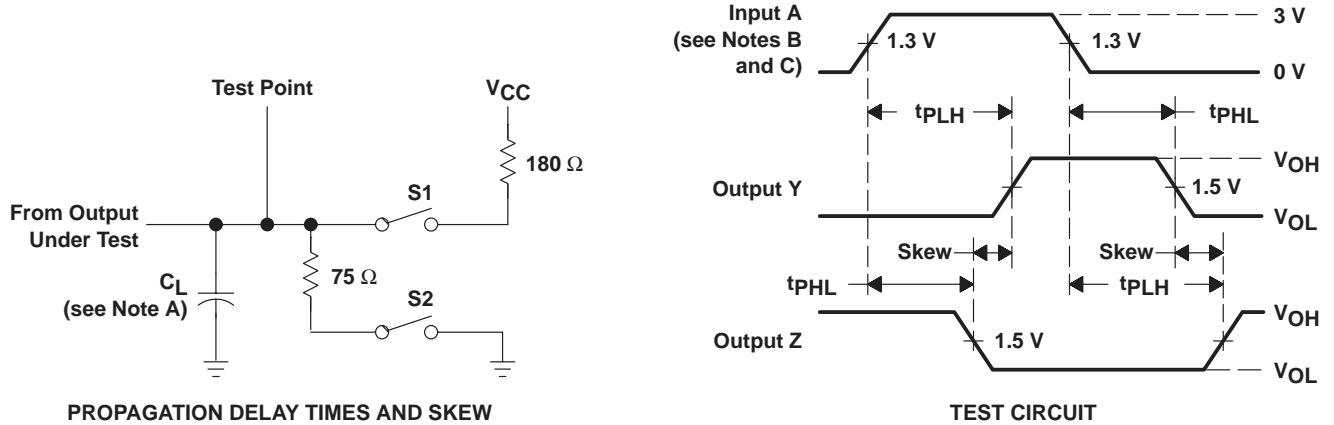 Test Point
VCC
180 Ω
S1
From Output
Under Test
75 Ω
CL
(see Note A)
S2
PROPAGATION DELAY TIMES AND SKEW
Input A
(see Notes B
and C)
1.3 V
1.3 V
3 V
0 V
tPLH
tPHL
Output Y
1.5 V
VOH
VOL
Skew
Skew
tPHL
tPLH
Output Z
1.5 V
VOH
VOL
TEST CIRCUIT